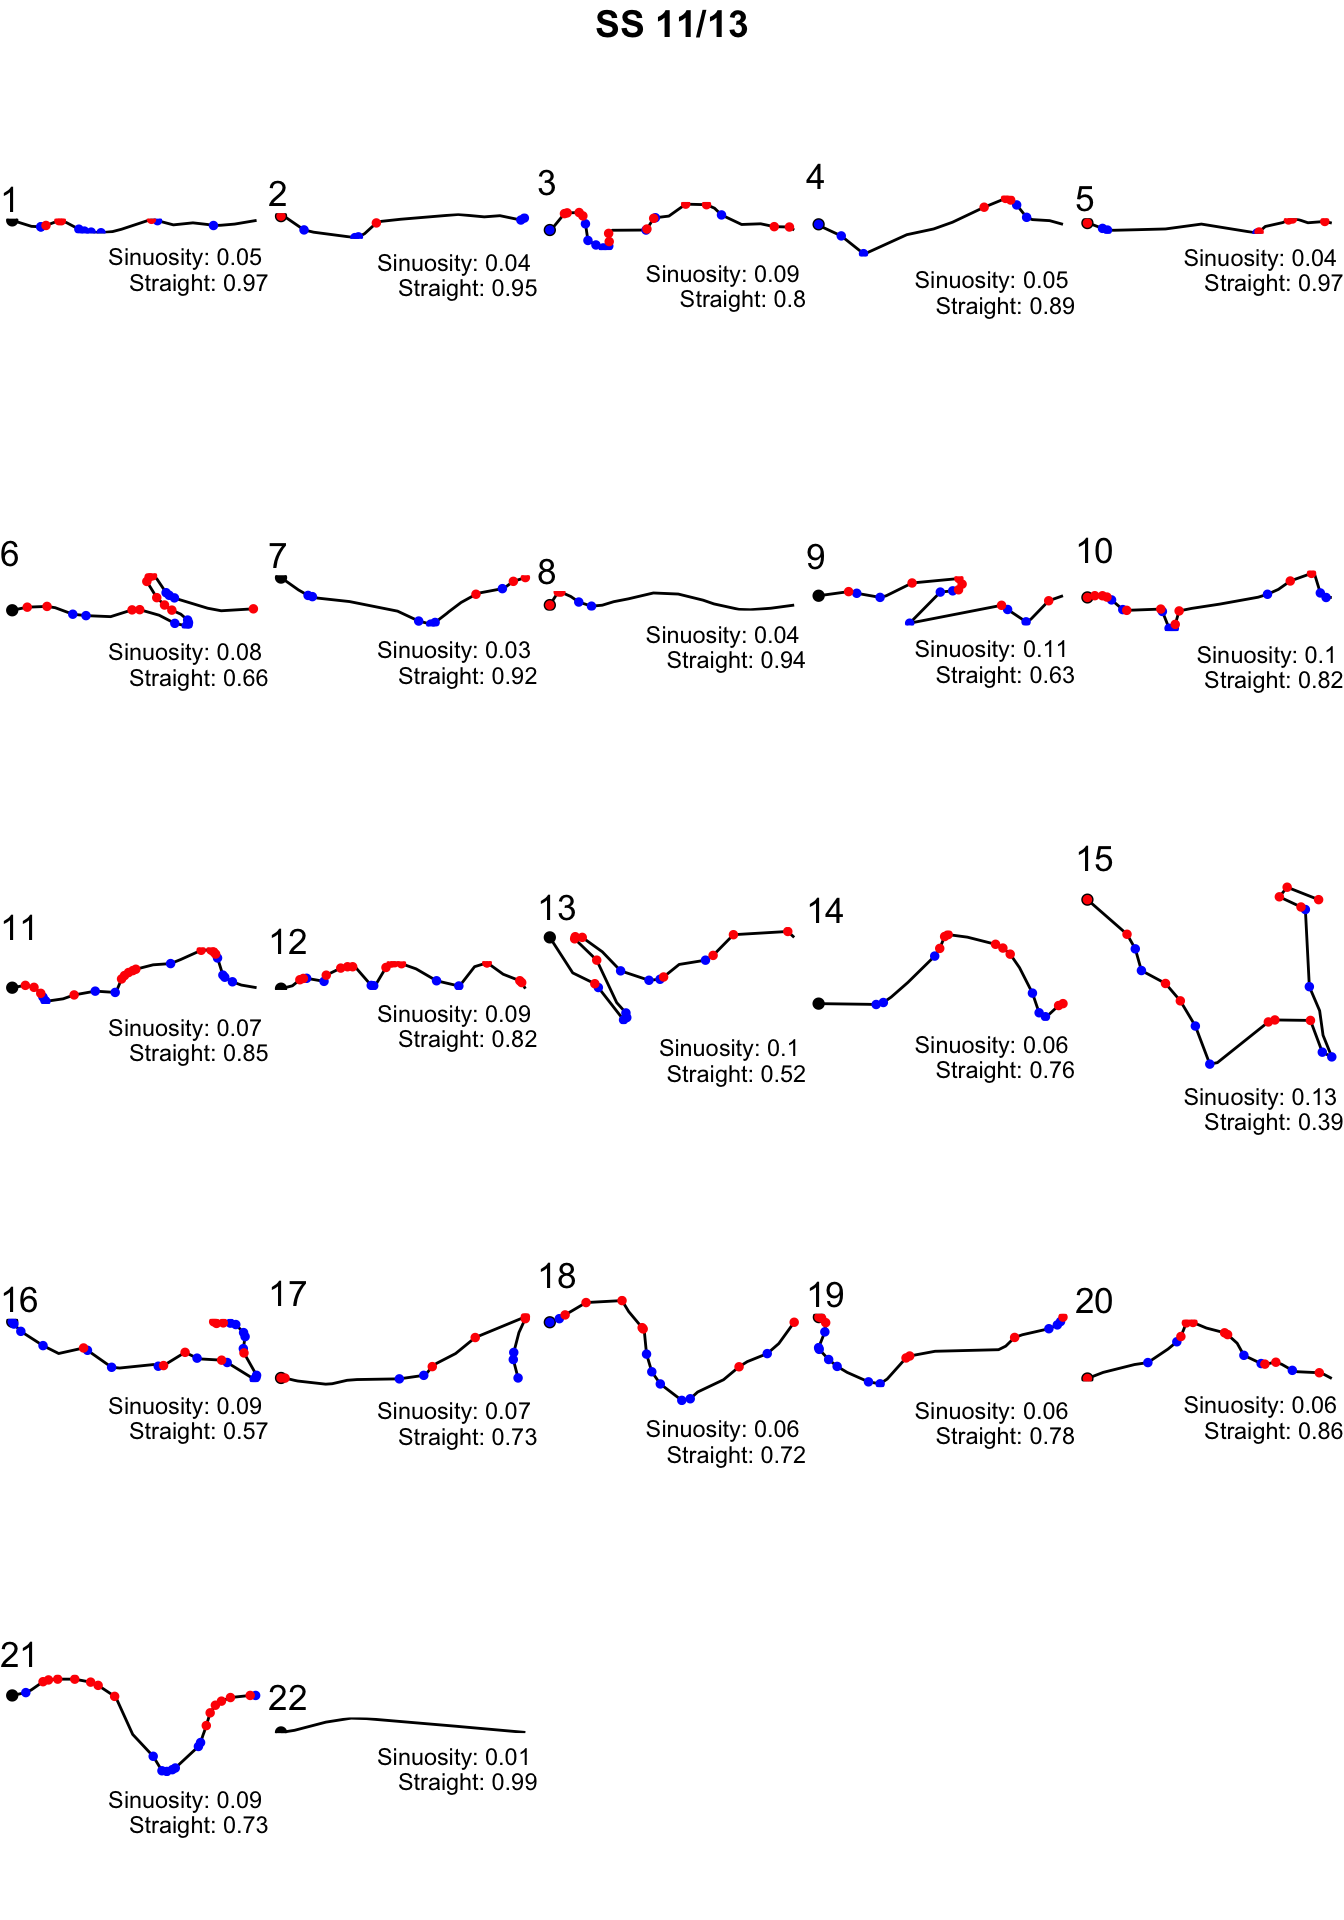 SS 11/13
1
Sinuosity: 0.05
Straight: 0.97
2
Sinuosity: 0.04
Straight: 0.95
3
Sinuosity: 0.09
Straight: 0.8
4
Sinuosity: 0.05
Straight: 0.89
5
Sinuosity: 0.04
Straight: 0.97
6
Sinuosity: 0.08
Straight: 0.66
7
Sinuosity: 0.03
Straight: 0.92
8
Sinuosity: 0.04
Straight: 0.94
9
Sinuosity: 0.11
Straight: 0.63
10
Sinuosity: 0.1
Straight: 0.82
11
Sinuosity: 0.07
Straight: 0.85
12
Sinuosity: 0.09
Straight: 0.82
13
Sinuosity: 0.1
Straight: 0.52
14
Sinuosity: 0.06
Straight: 0.76
15
Sinuosity: 0.13
Straight: 0.39
16
Sinuosity: 0.09
Straight: 0.57
17
Sinuosity: 0.07
Straight: 0.73
18
Sinuosity: 0.06
Straight: 0.72
19
Sinuosity: 0.06
Straight: 0.78
20
Sinuosity: 0.06
Straight: 0.86
21
Sinuosity: 0.09
Straight: 0.73
22
Sinuosity: 0.01
Straight: 0.99